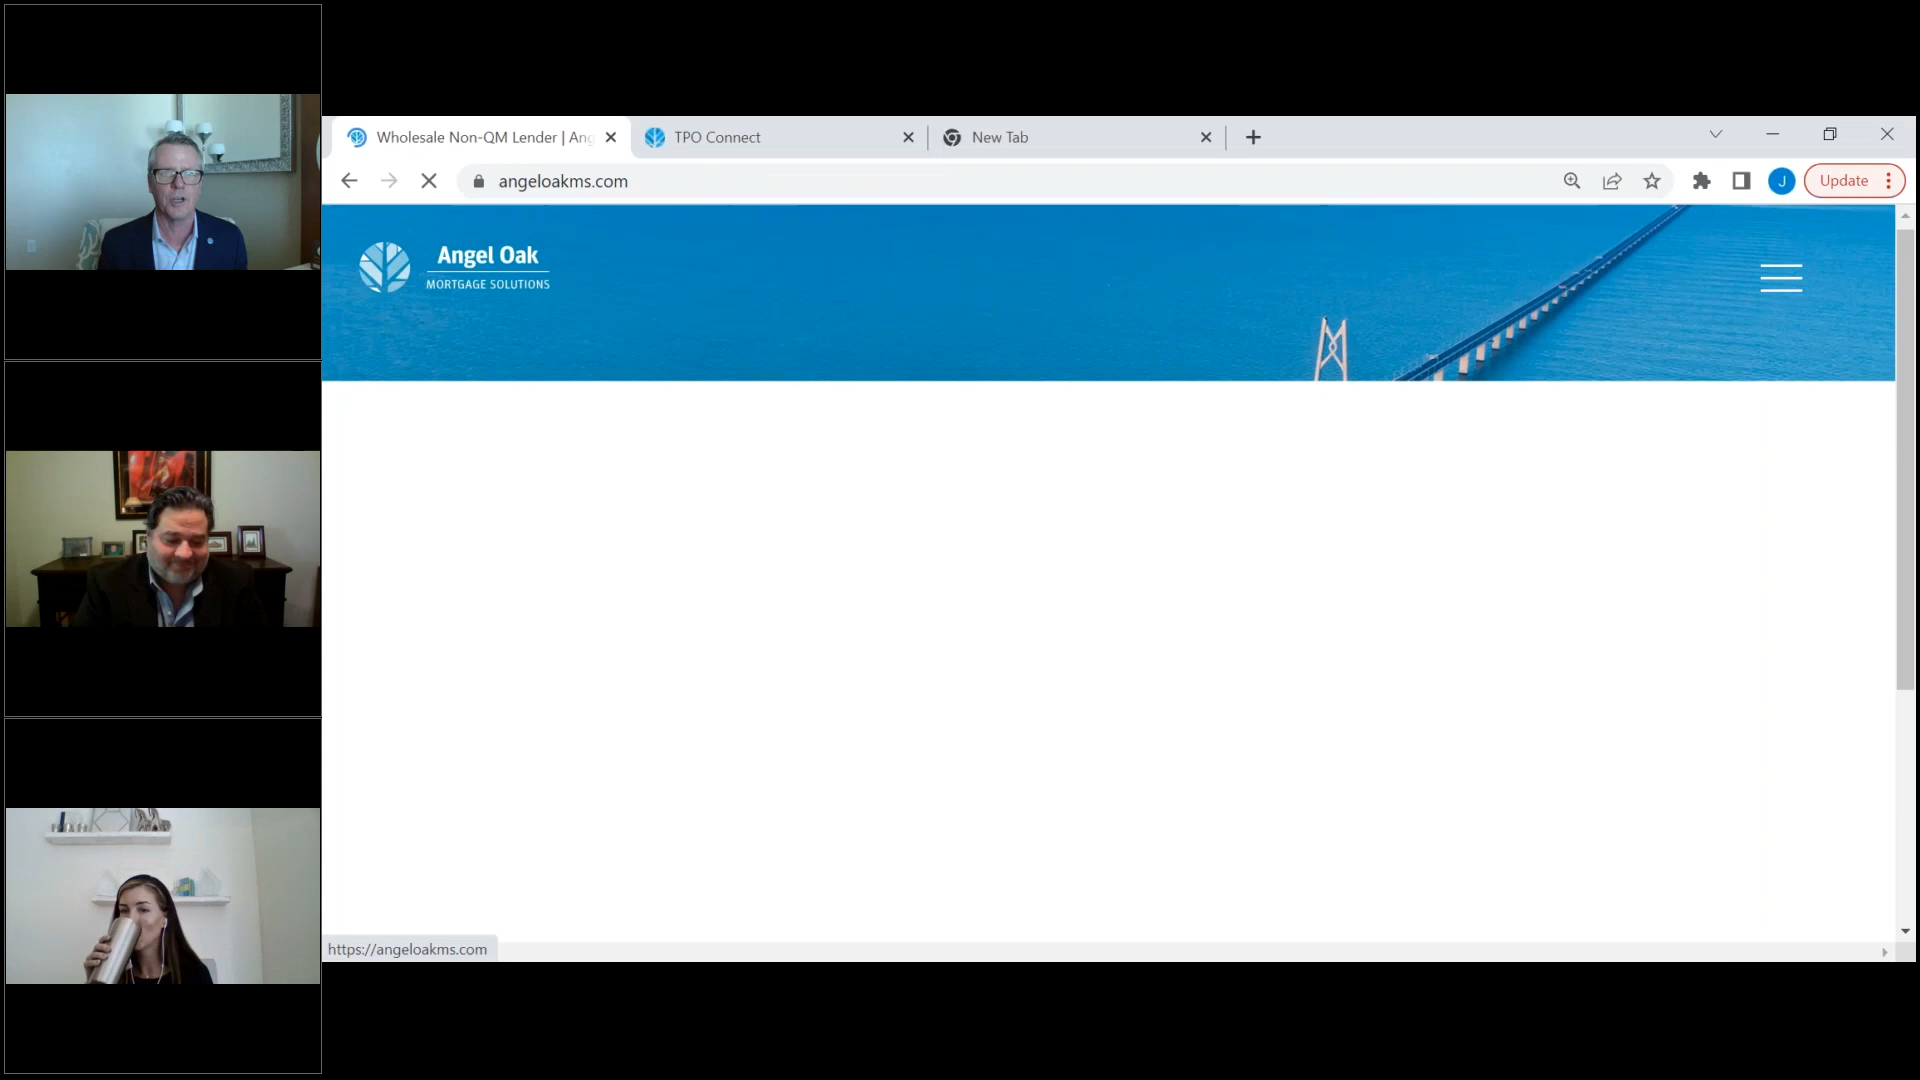 Wholesale Non-QM Lender | Ang
TPO Connect
New Tab
angeloakms.com
J
Update
Angel Oak
MORTGAGE SOLUTIONS
https://angeloakms.com